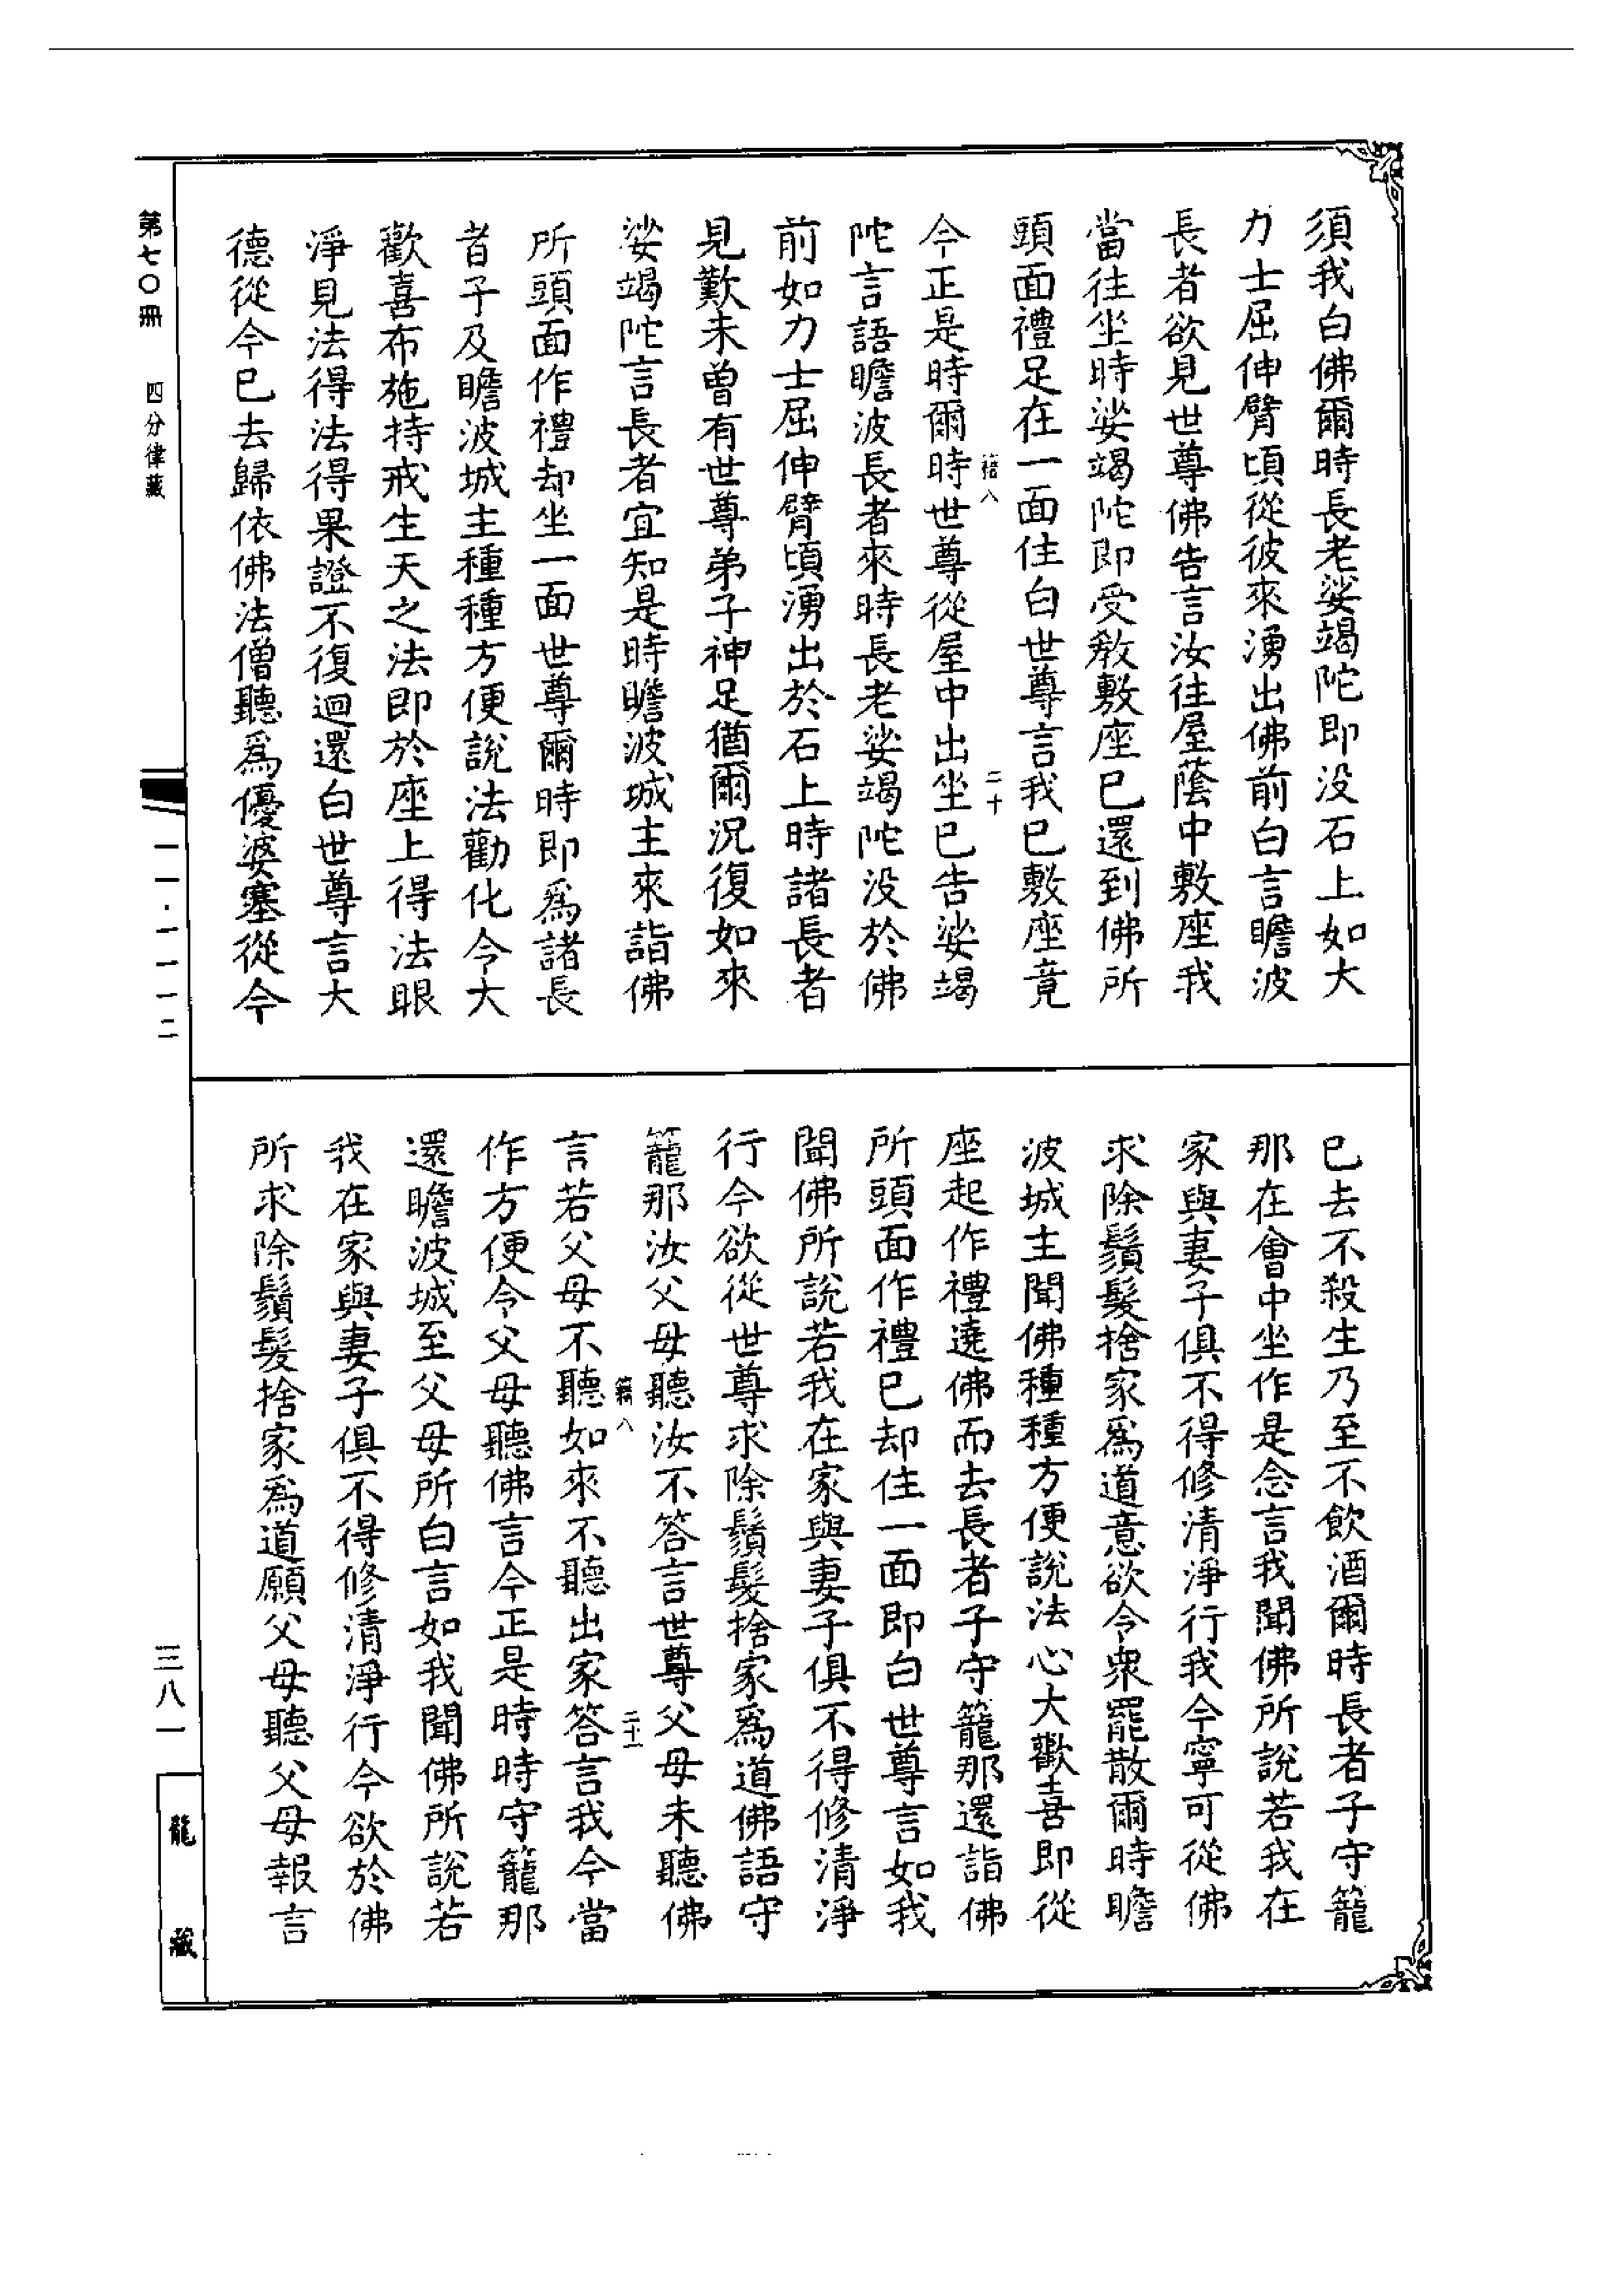 須我白佛爾時長老娑竭陀即没石上如大
力士屈伸臂頃從彼來湧出佛前白言瞻波
長者欲見世尊佛告言汝往屋蔭中敷座我
當往坐時娑竭陀即受教敷座已還到佛所
頭面禮足在一面住白世尊言我已敷座竟
二十
今正是時爾時世尊從屋中出坐已告娑竭
陀言語瞻波長者來時長老娑竭陀没於佛
前如力士屈伸臂頃湧出於石上時諸長者
見歎未曾有世尊弟子神足猶爾況復如來
娑竭陀言長者宜知是時瞻波城主來詣佛
所頭面作禮却坐一面世尊爾時即爲諸長
者子及瞻波城主種種方便說法勸化令大
歡喜布施持戒生天之法即於座上得法眼
淨見法得法得果證不復迴還白世尊言大
德從今已去歸依佛法僧聽爲優婆塞從今
已去不殺生乃至不飲酒爾時長者子守籠
那在會中坐作是念言我聞佛所說若我在
家與妻子俱不得修清淨行我今寧可從佛
求除鬚髮捨家爲道意欲令衆罷散爾時瞻
波城主聞佛種種方便說法心大歡喜即從
座起作禮遶佛而去長者子守籠那還詣佛
所頭面作禮已却住一面即白世尊言如我
聞佛所說若我在家與妻子俱不得修清淨
行今欲從世尊求除鬚髮捨家爲道佛語守
籠那汝父母聽汝不答言世尊父母未聽佛
籍八 二十一
言若父母不聽如來不聽出家答言我今當
作方便令父母聽佛言今正是時時守籠那
還瞻波城至父母所白言如我聞佛所說若
我在家與妻子俱不得修清淨行今欲於佛
所求除鬚髮捨家爲道願父母聽父母報言
第七〇冊 四分律藏
一一·一一一二
三八一
龍藏